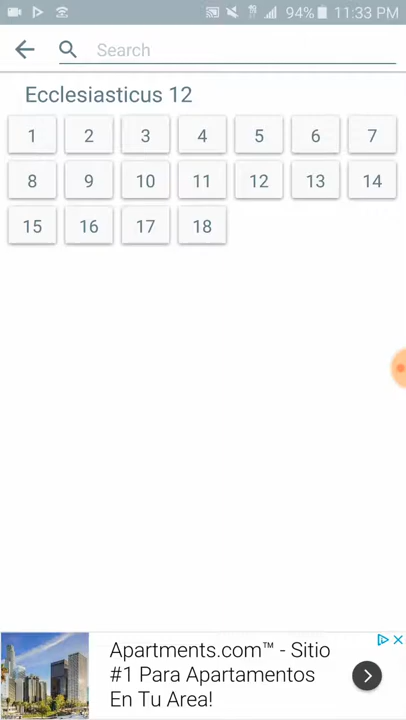 94% 11:33 PM
Search
Ecclesiasticus 12
1 2 3 4 5 6 7
8 9 10 11 12 13 14
15 16 17 18
Apartments.com™ - Sitio
#1 Para Apartamentos
En Tu Area!